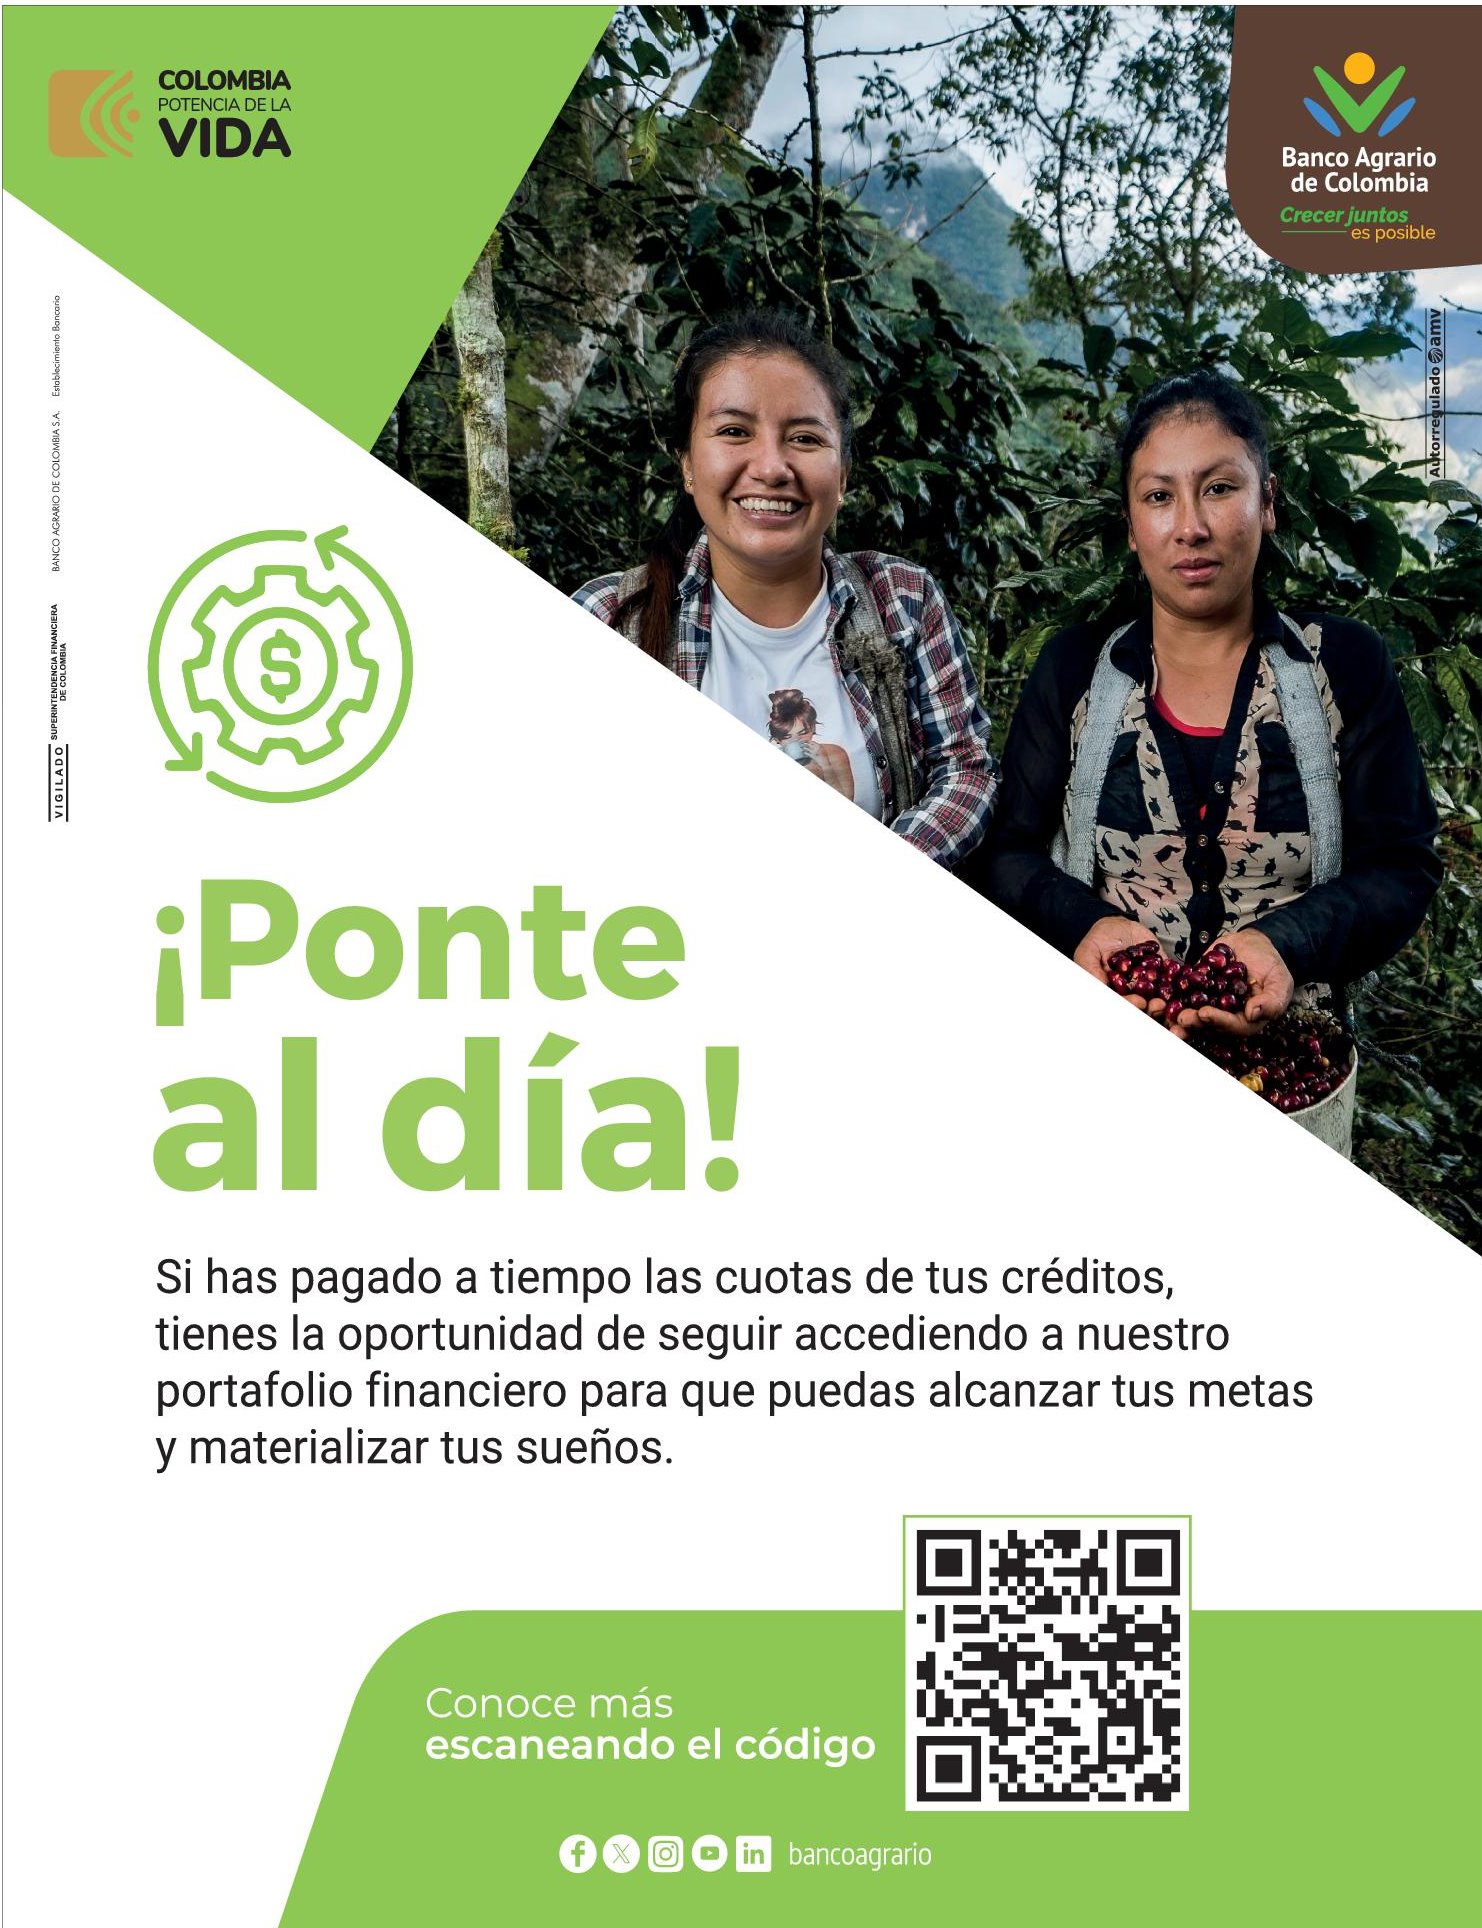 COLOMBIA
POTENCIA DE LA
VIDA
Banco Agrario
de Colombia
Crecer juntos
es posible
Autorregulado amv
VIGILADO
SUPERINTENDENCIA FINANCIERA
DE COLOMBIA
BANCO AGRARIO DE COLOMBIA S.A.
Establecimiento Bancario
$
¡Ponte
al día!
Si has pagado a tiempo las cuotas de tus créditos,
tienes la oportunidad de seguir accediendo a nuestro
portafolio financiero para que puedas alcanzar tus metas
y materializar tus sueños.
Conoce más
escaneando el código
bancoagrario